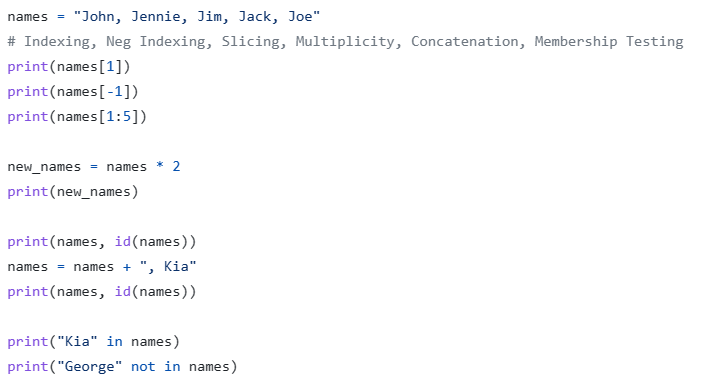 names = "John, Jennie, Jim, Jack, Joe"
# Indexing, Neg Indexing, Slicing, Multiplicity, Concatenation, Membership Testing
print(names[1])
print(names[-1])
print(names[1:5])
new_names = names * 2
print(new_names)
print(names, id(names))
names = names + ", Kia"
print(names, id(names))
print("Kia" in names)
print("George" not in names)